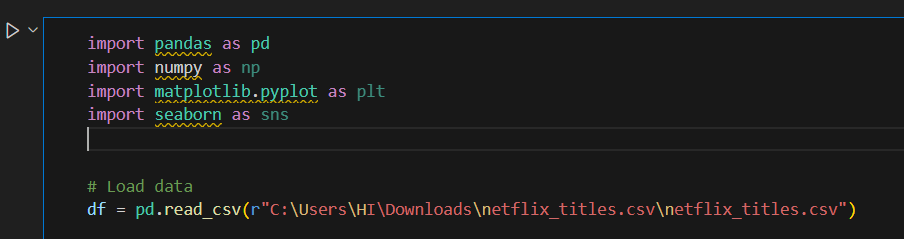 import pandas as pd
import numpy as np
import matplotlib.pyplot as plt
import seaborn as sns
# Load data
df = pd.read_csv(r"C:\Users\HI\Downloads\netflix_titles.csv\netflix_titles.csv")